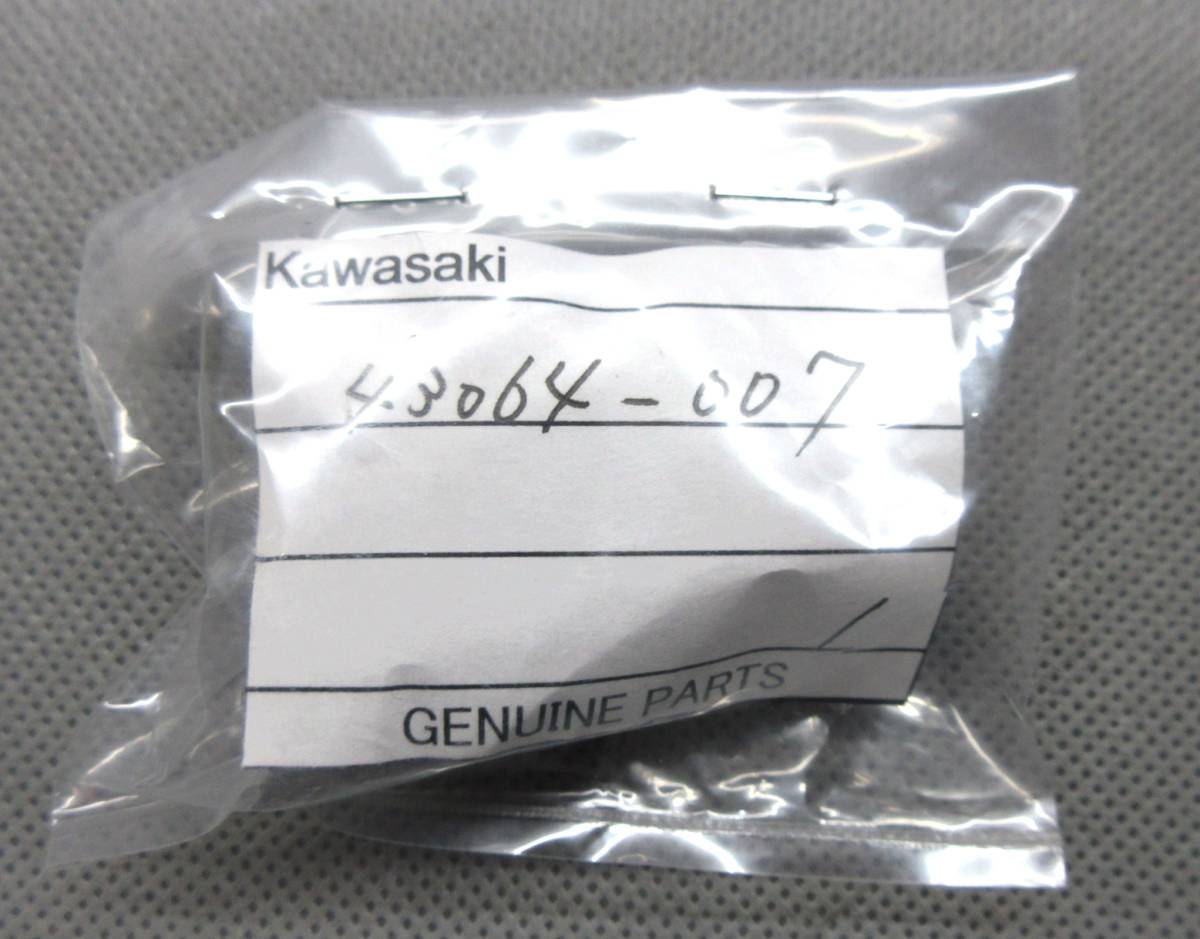 Kawasaki
43064-007
/
GENUINE PARTS